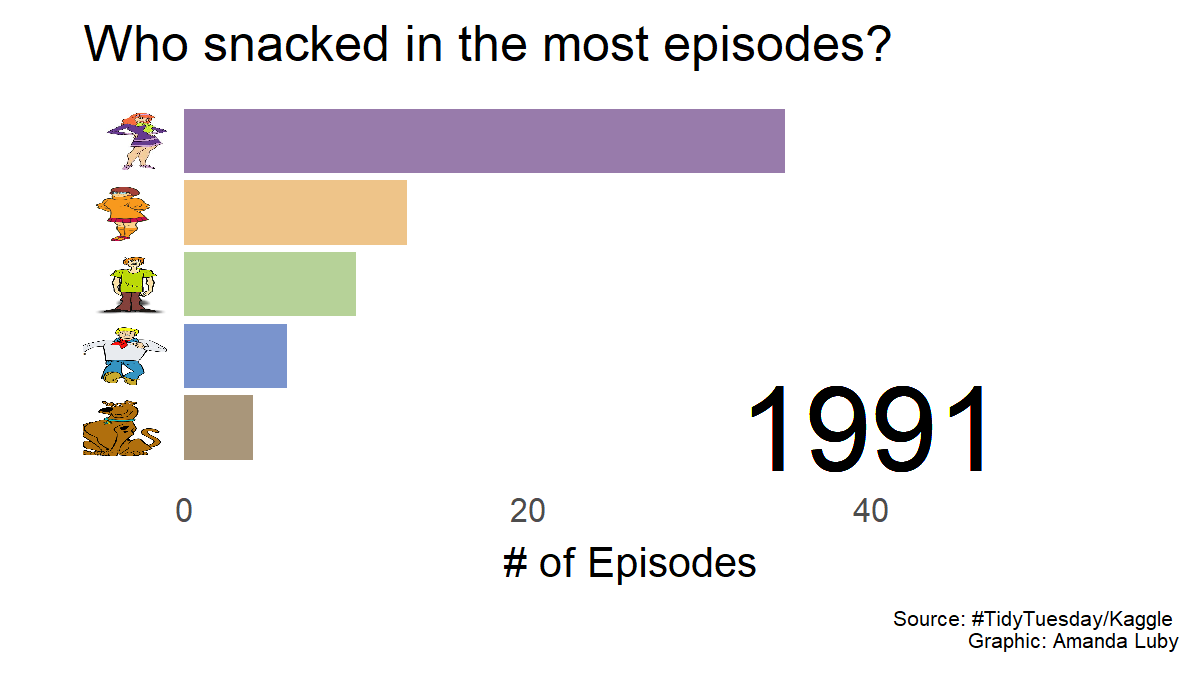 Who snacked in the most episodes?
1991
0 20 40
# of Episodes
Source: #TidyTuesday/Kaggle
Graphic: Amanda Luby